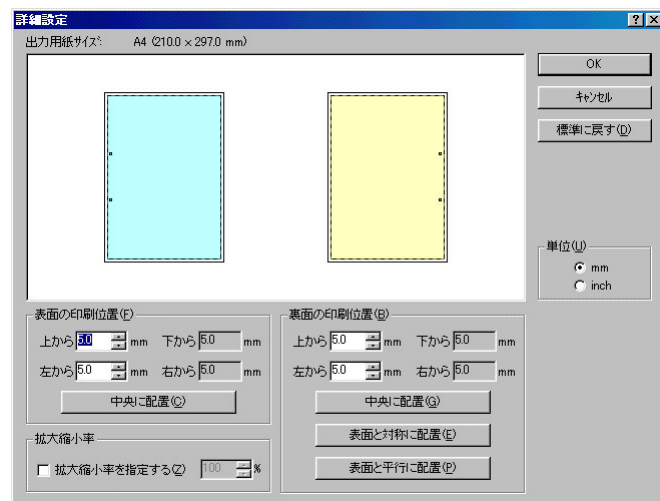 詳細設定
出力用紙サイズ: A4 (210.0 × 297.0 mm)
OK
キャンセル
標準に戻す(D)
単位(U)
mm
inch
表面の印刷位置(F)
上から 5.0 mm 下から 5.0 mm
左から 5.0 mm 右から 5.0 mm
中央に配置(C)
拡大縮小率
拡大縮小率を指定する(Z) 100 %
裏面の印刷位置(B)
上から 5.0 mm 下から 5.0 mm
左から 5.0 mm 右から 5.0 mm
中央に配置(G)
表面と対称に配置(E)
表面と平行に配置(P)